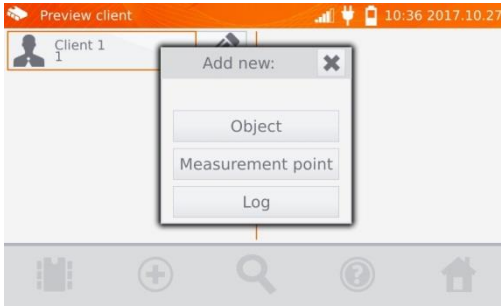 Preview client 10:36 2017.10.27
Client 1
1
Add new:
Object
Measurement point
Log